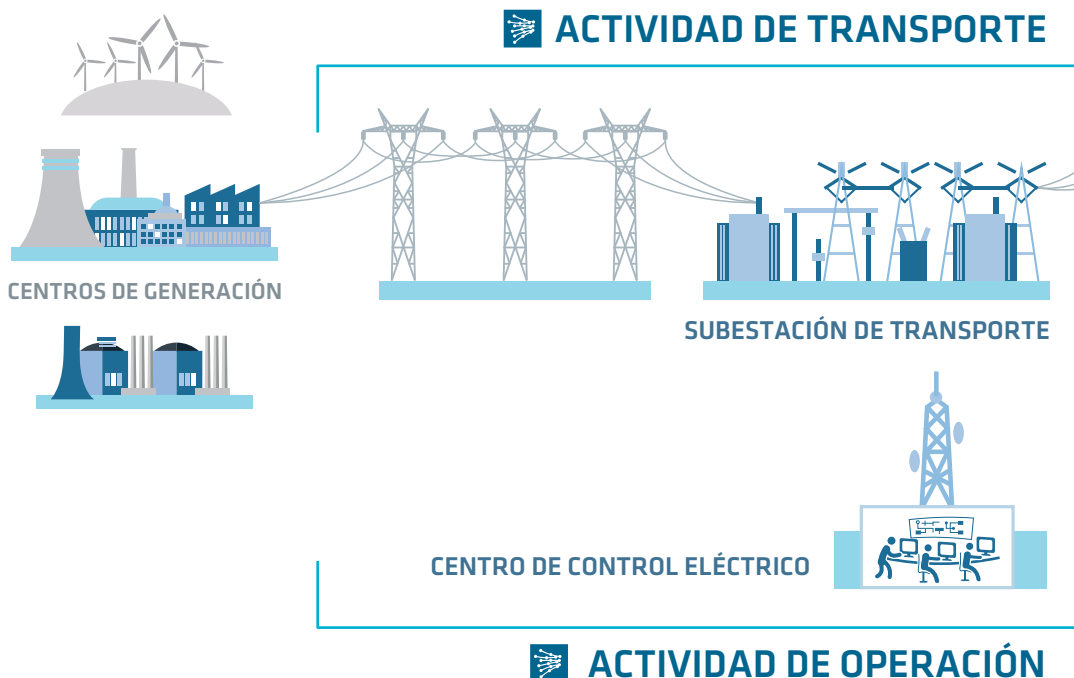 ACTIVIDAD DE TRANSPORTE
CENTROS DE GENERACIÓN
SUBESTACIÓN DE TRANSPORTE
CENTRO DE CONTROL ELÉCTRICO
ACTIVIDAD DE OPERACIÓN